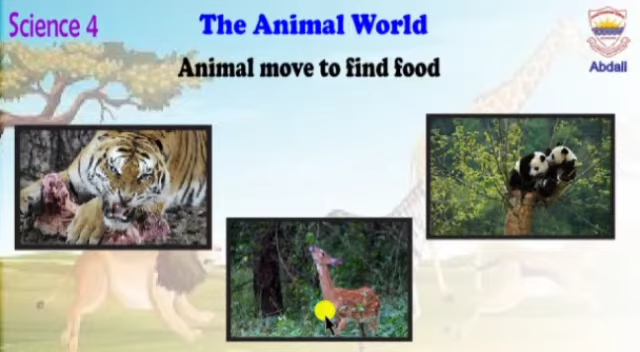 Science 4
The Animal World
Animal move to find food
Abdali